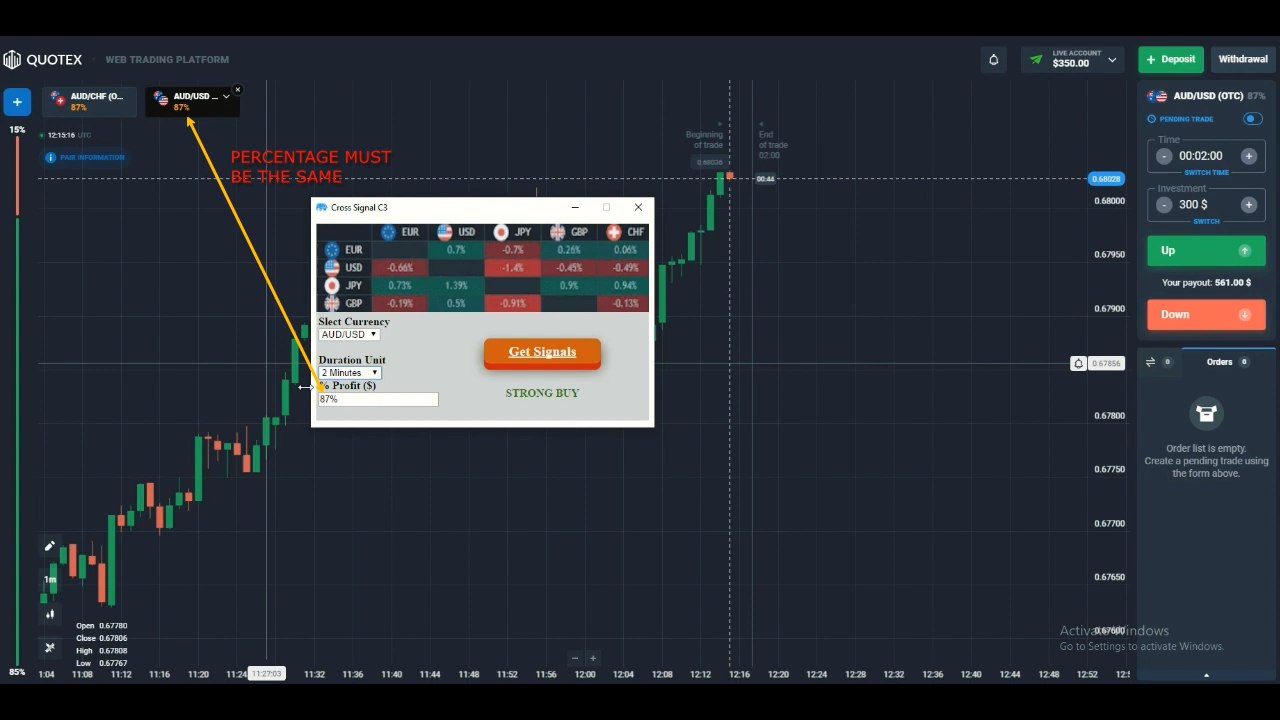 QUOTEX
WEB TRADING PLATFORM
LIVE ACCOUNT
$350.00
+ Deposit
Withdrawal
+
AUD/CHF (O...
87%
AUD/USD ...
87%
15%
12:15:16 UTC
PAIR INFORMATION
PERCENTAGE MUST
BE THE SAME
Beginning
of trade
0.68036
End
of trade
02:00
00:44
0.68028
0.68000
0.67950
0.67900
0.67856
0.67800
0.67750
0.67700
0.67650
0.67600
Cross Signal C3
EUR USD JPY GBP CHF
EUR 0.7% -0.7% 0.26% 0.06%
USD -0.66% -1.4% -0.45% -0.49%
JPY 0.73% 1.39% 0.9% 0.94%
GBP -0.19% 0.5% -0.91% -0.13%
Slect Currency
AUD/USD
Duration Unit
2 Minutes
% Profit ($)
87%
Get Signals
STRONG BUY
AUD/USD (OTC) 87%
PENDING TRADE
Time
- 00:02:00 +
SWITCH TIME
Investment
- 300 $ +
SWITCH
Up
Your payout: 561.00 $
Down
0
Orders 0
Order list is empty.
Create a pending trade using
the form above.
1m
Open 0.67780
Close 0.67806
High 0.67808
Low 0.67767
85%
1:04 11:08 11:12 11:16 11:20 11:24 11:27:03 11:32 11:36 11:40 11:44 11:48 11:52 11:56 12:00 12:04 12:08 12:12 12:16 12:20 12:24 12:28 12:32 12:36 12:40 12:44 12:48 12:52
Activate Windows
Go to Settings to activate Windows.